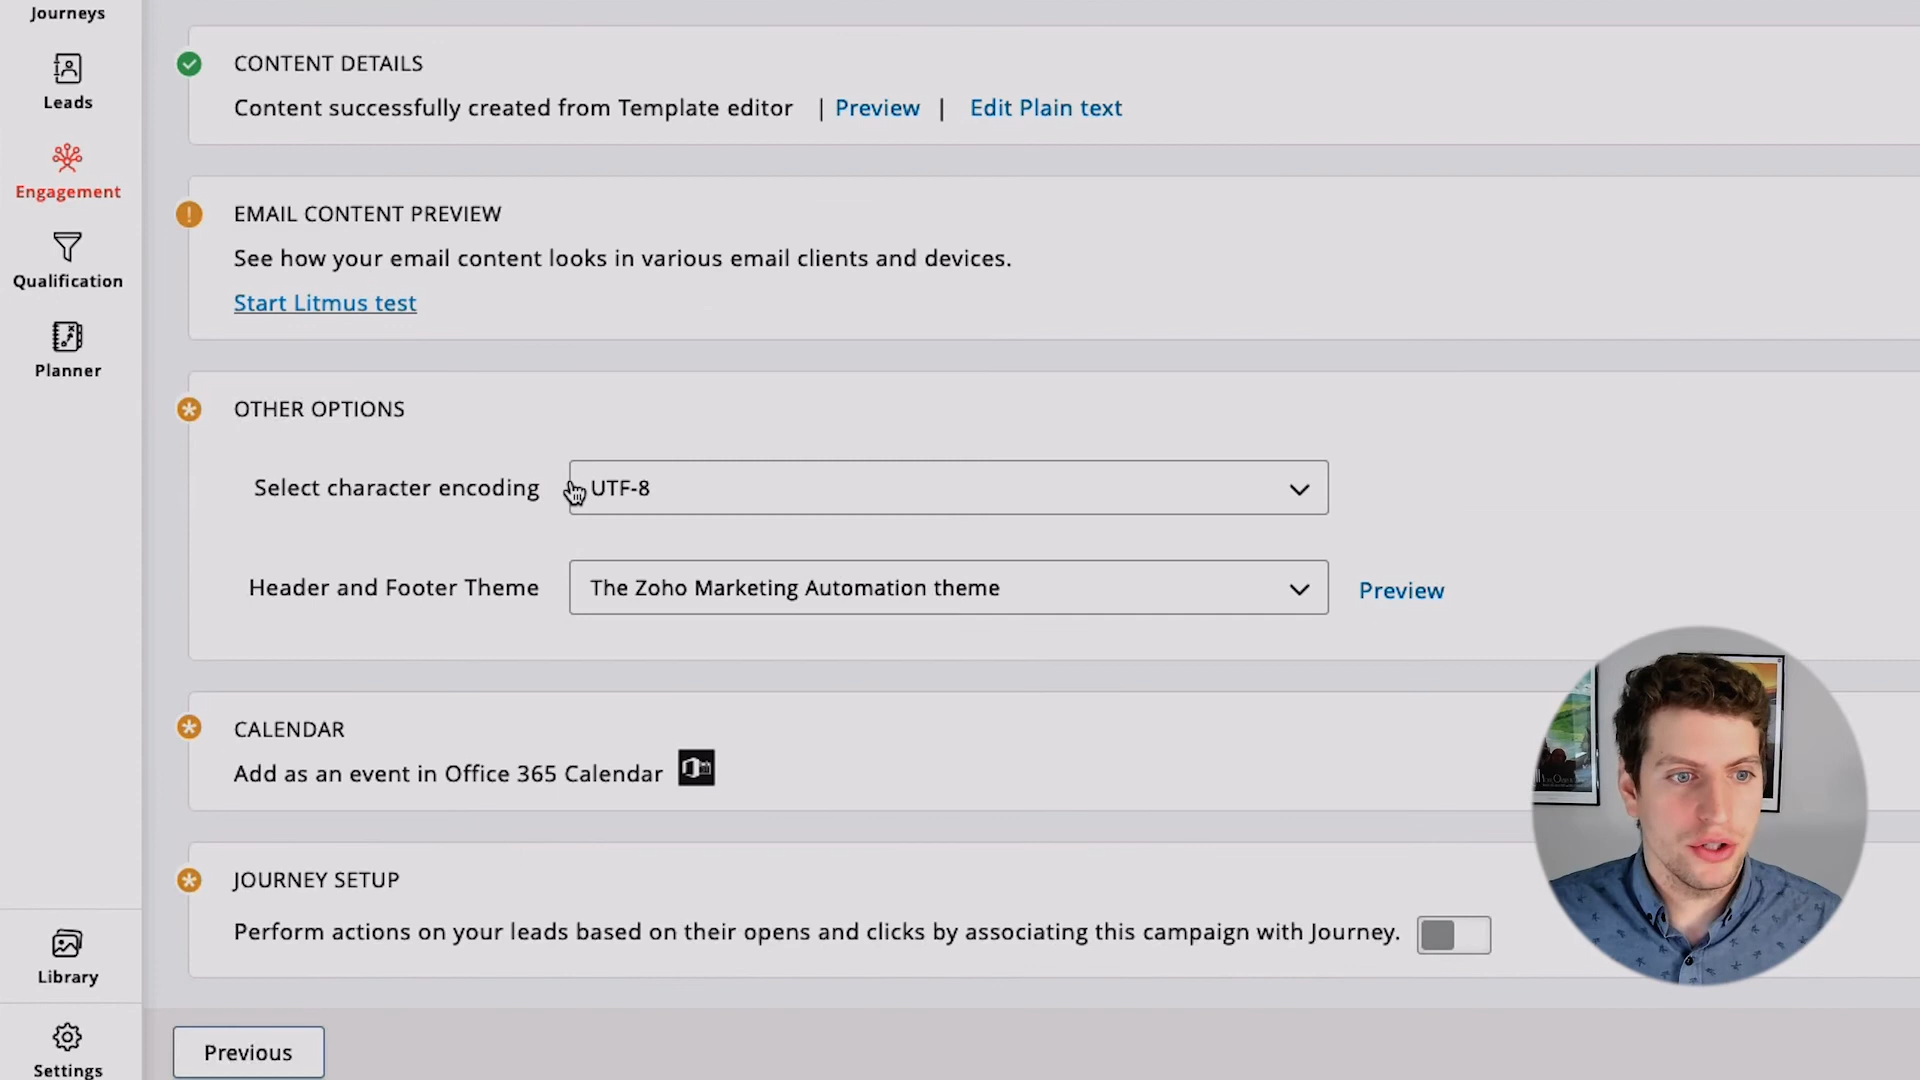 Journeys
Leads
Engagement
Qualification
Planner
Library
Settings
CONTENT DETAILS
Content successfully created from Template editor | Preview | Edit Plain text
EMAIL CONTENT PREVIEW
See how your email content looks in various email clients and devices.
Start Litmus test
OTHER OPTIONS
Select character encoding UTF-8
Header and Footer Theme The Zoho Marketing Automation theme Preview
CALENDAR
Add as an event in Office 365 Calendar
JOURNEY SETUP
Perform actions on your leads based on their opens and clicks by associating this campaign with Journey.
Previous